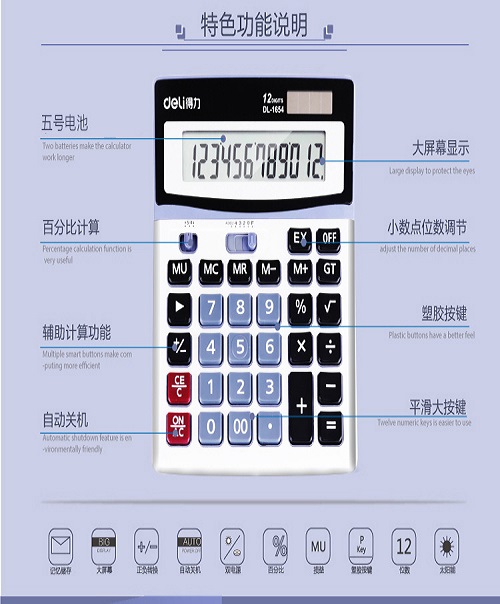 特色功能说明
deli得力
12DIGITS
DL-1654
123456789012.
五号电池
Two batteries make the calculator
work longer
大屏幕显示
Large display to protect the eyes
百分比计算
Percentage calculation function is
very useful
小数点位数调节
adjust the number of decimal places
EX OFF
MU MC MR M− M+ GT
▶ 7 8 9 % √
塑胶按键
Plastic buttons have a better feel
辅助计算功能
Multiple smart buttons make com
-puting more efficient
+/− 4 5 6 × ÷
CE/C 1 2 3 + −
平滑大按键
Twelve numeric keys is easier to use
自动关机
Automatic shutdown feature is en
-vironmentally friendly
ON/AC 0 00 · =
BIG
DISPLAY
+/−
AUTO
POWER OFF
%
MU
P
Key
12
记忆储存 大屏幕 正负转换 自动关机 双电源 百分比 损益 塑胶按键 位数 太阳能